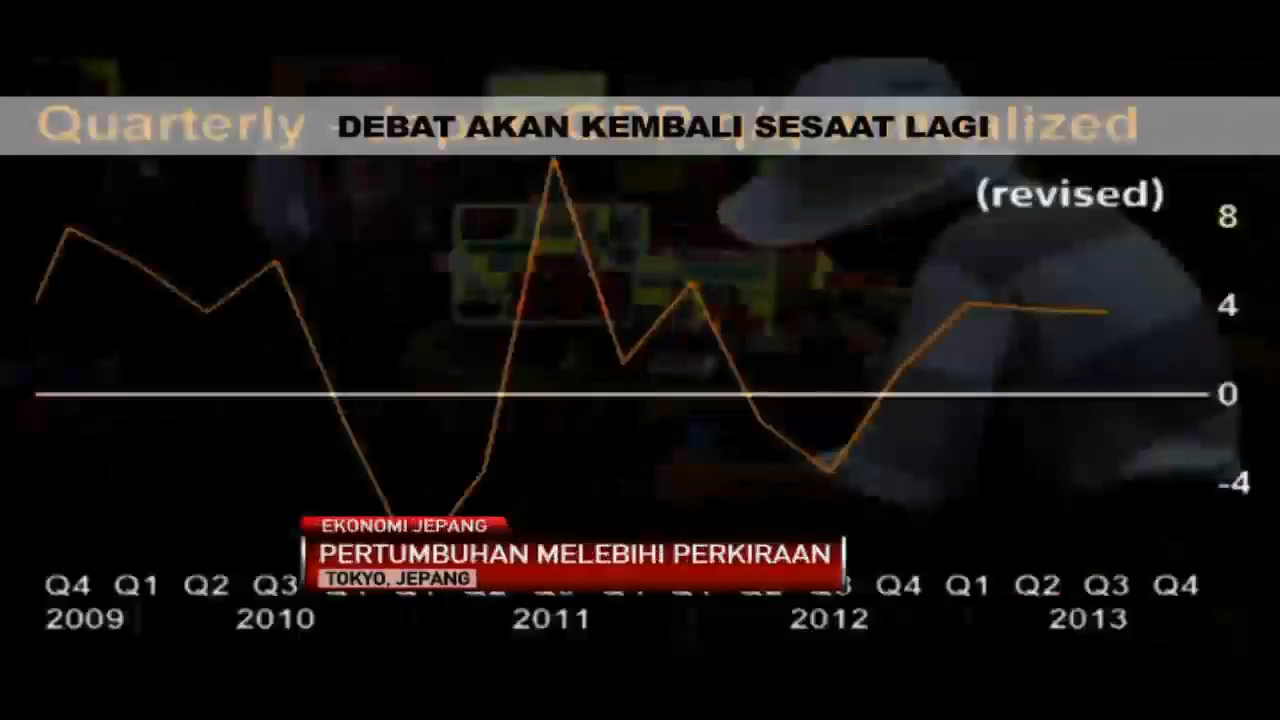 Quarterly
DEBAT AKAN KEMBALI SESAAT LAGI
(revised)
8
4
0
-4
EKONOMI JEPANG
PERTUMBUHAN MELEBIHI PERKIRAAN
TOKYO, JEPANG
Q4 Q1 Q2 Q3 Q4 Q1 Q2 Q3 Q4
2009 2010 2011 2012 2013